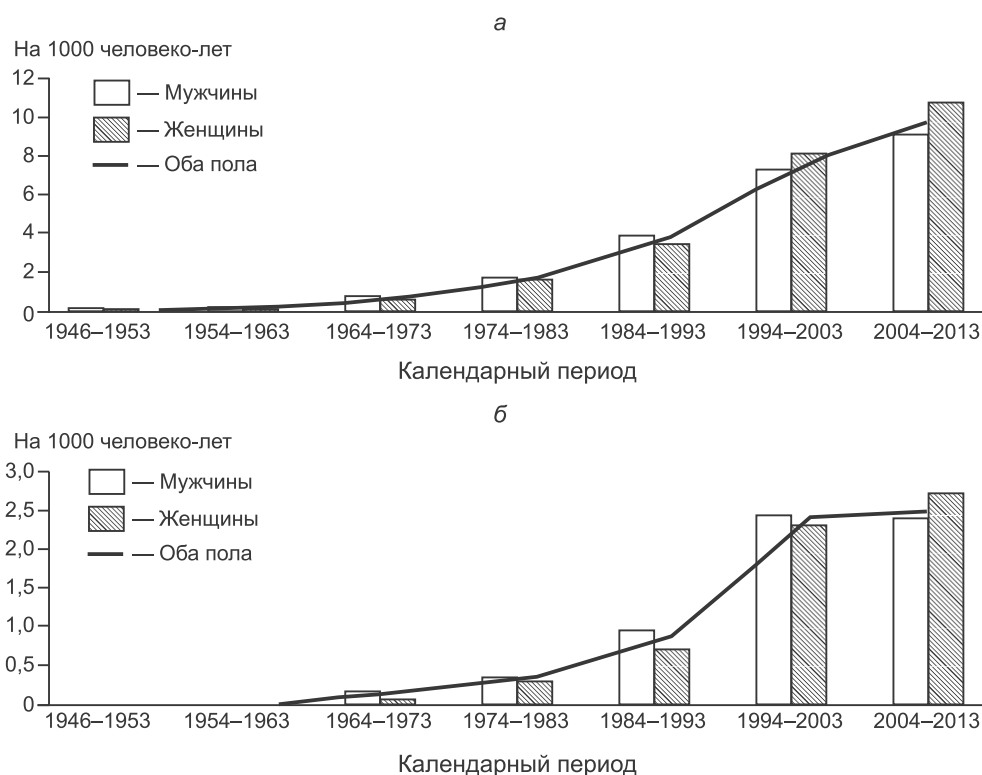 а
На 1000 человеко-лет
12
10
8
6
4
2
0
— Мужчины
— Женщины
— Оба пола
1946–1953 1954–1963 1964–1973 1974–1983 1984–1993 1994–2003 2004–2013
Календарный период
б
На 1000 человеко-лет
3,0
2,5
2,0
1,5
1,0
0,5
0
— Мужчины
— Женщины
— Оба пола
1946–1953 1954–1963 1964–1973 1974–1983 1984–1993 1994–2003 2004–2013
Календарный период